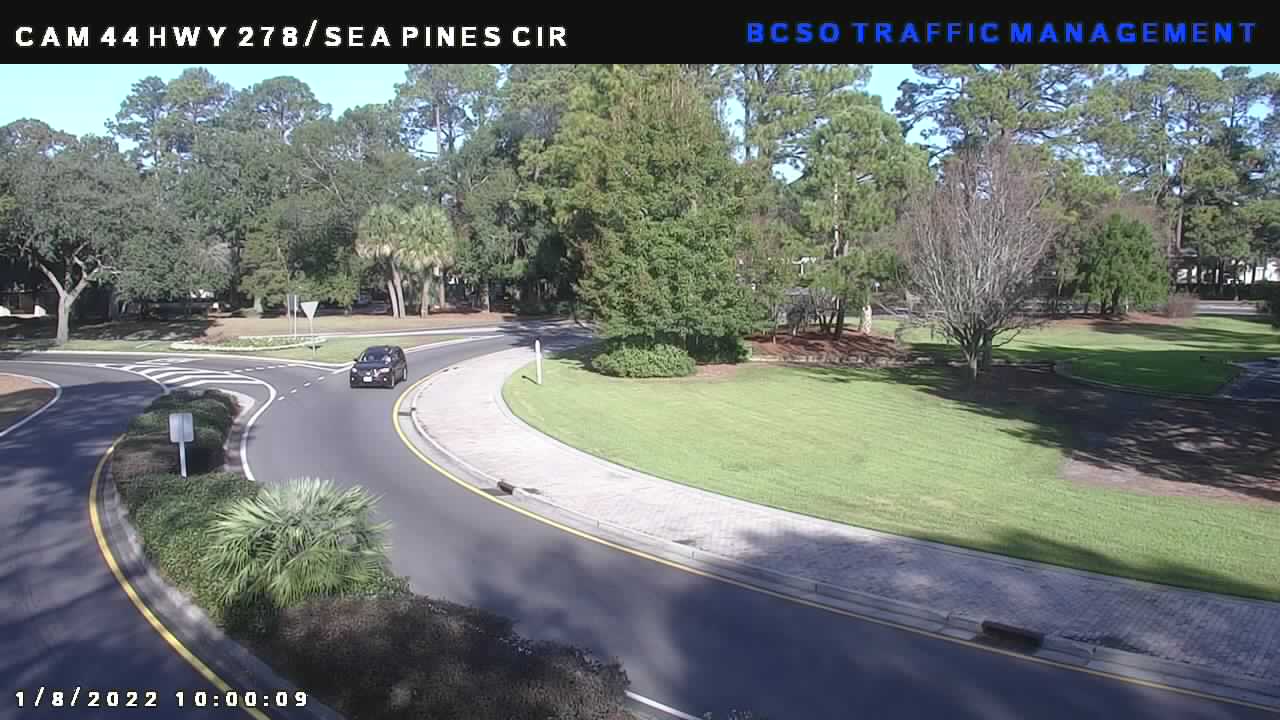 CAM 44 HWY 278/SEA PINES CIR
BCSO TRAFFIC MANAGEMENT
1/8/2022 10:00:09